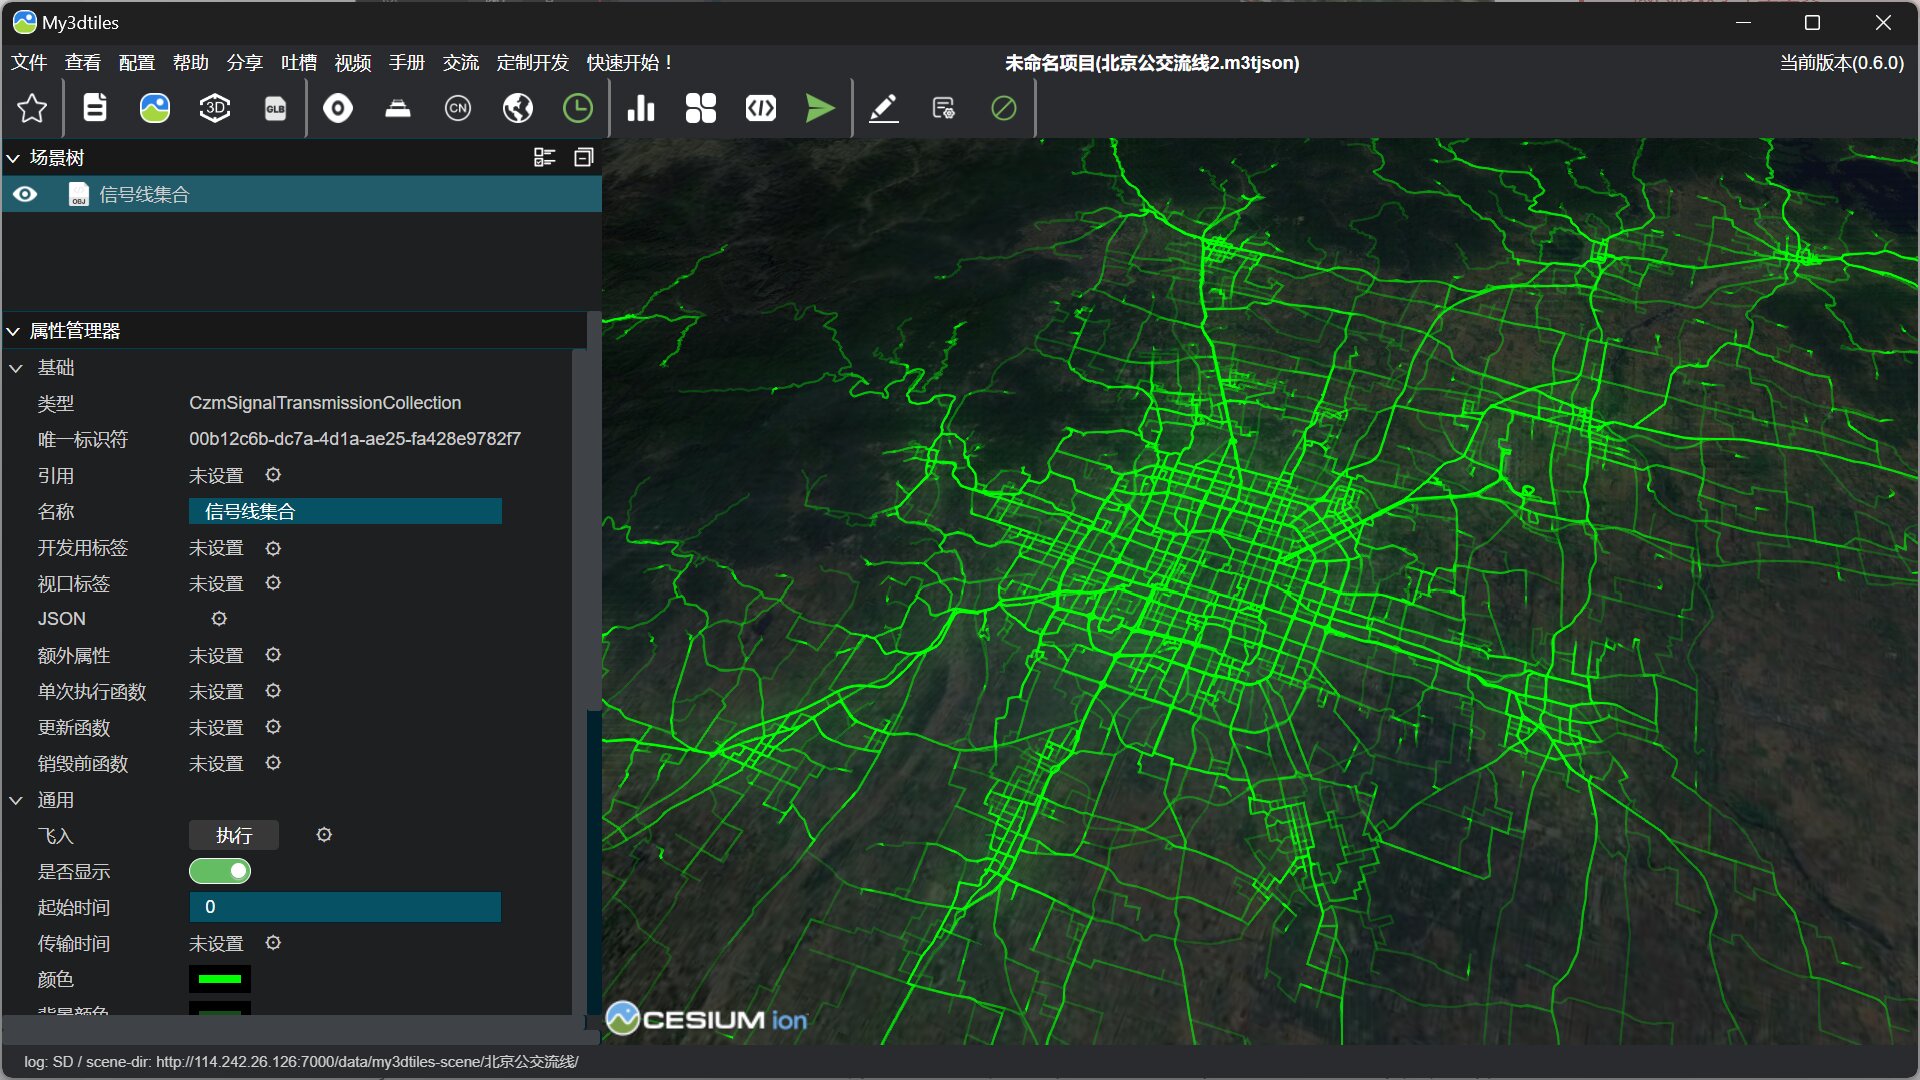 My3dtiles
文件 查看 配置 帮助 分享 吐槽 视频 手册 交流 定制开发 快速开始！
未命名项目(北京公交流线2.m3tjson)
当前版本(0.6.0)
3D
GLB
CN
场景树
OBJ 信号线集合
属性管理器
基础
类型 CzmSignalTransmissionCollection
唯一标识符 00b12c6b-dc7a-4d1a-ae25-fa428e9782f7
引用 未设置
名称 信号线集合
开发用标签 未设置
视口标签 未设置
JSON
额外属性 未设置
单次执行函数 未设置
更新函数 未设置
销毁前函数 未设置
通用
飞入 执行
是否显示
起始时间 0
传输时间 未设置
颜色
背景颜色
CESIUM ion
log: SD / scene-dir: http://114.242.26.126:7000/data/my3dtiles-scene/北京公交流线/